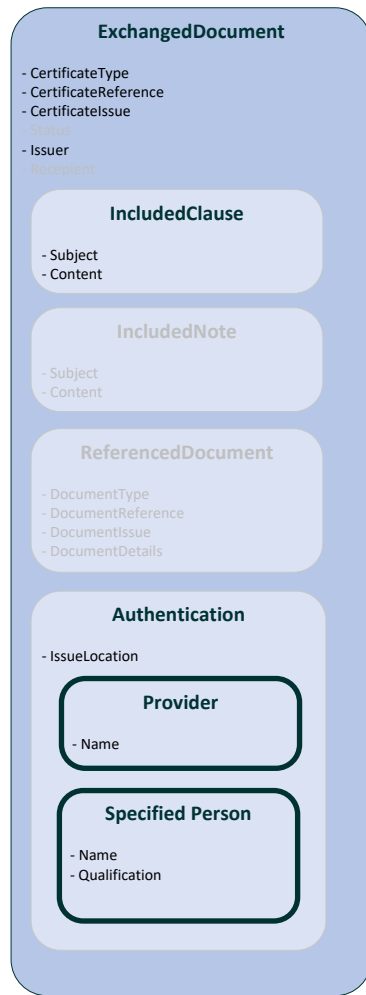 ExchangedDocument
- CertificateType
- CertificateReference
- CertificateIssue
- Status
- Issuer
- Recepient
IncludedClause
- Subject
- Content
IncludedNote
- Subject
- Content
ReferencedDocument
- DocumentType
- DocumentReference
- DocumentIssue
- DocumentDetails
Authentication
- IssueLocation
Provider
- Name
Specified Person
- Name
- Qualification